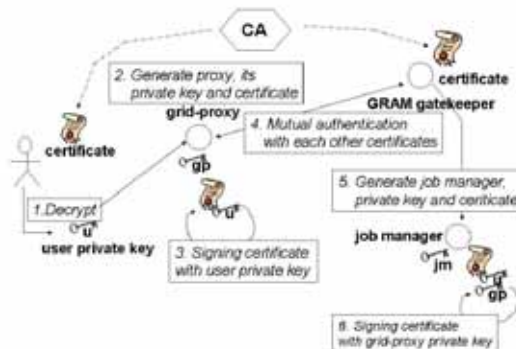 CA
2. Generate proxy, its
private key and certificate
grid-proxy
certificate
GRAM gatekeeper
certificate
4. Mutual authentication
with each other certificates
gp
1.Decrypt
u
user private key
u
3. Signing certificate
with user private key
5. Generate job manager,
private key and ceriticate
job manager
jm
u
gp
6. Signing certificate
with grid-proxy private key